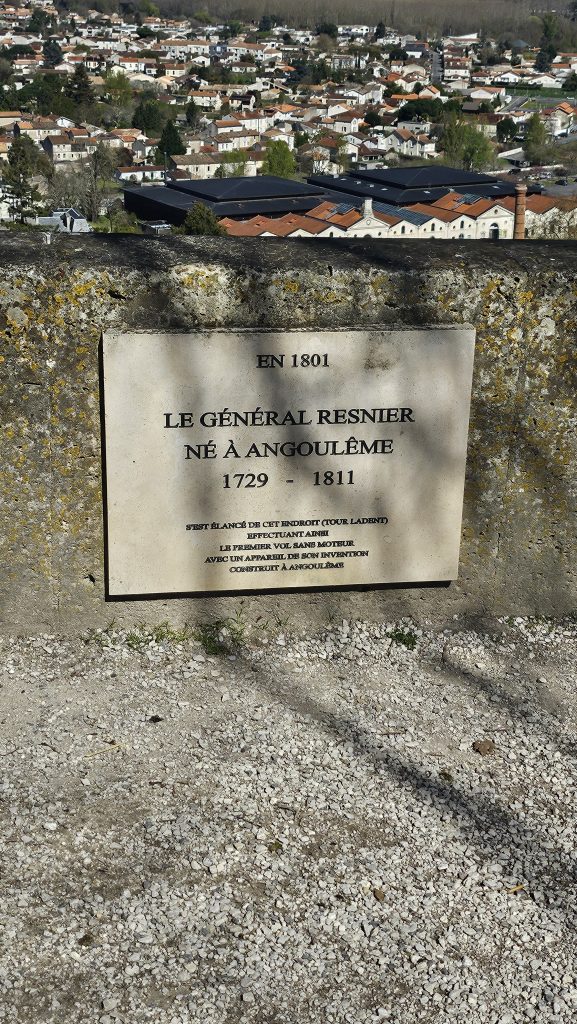 EN 1801
LE GÉNÉRAL RESNIER
NÉ À ANGOULÊME
1729 - 1811
S'EST ÉLANCÉ DE CET ENDROIT (TOUR LADENT)
EFFECTUANT AINSI
LE PREMIER VOL SANS MOTEUR
AVEC UN APPAREIL DE SON INVENTION
CONSTRUIT À ANGOULÊME